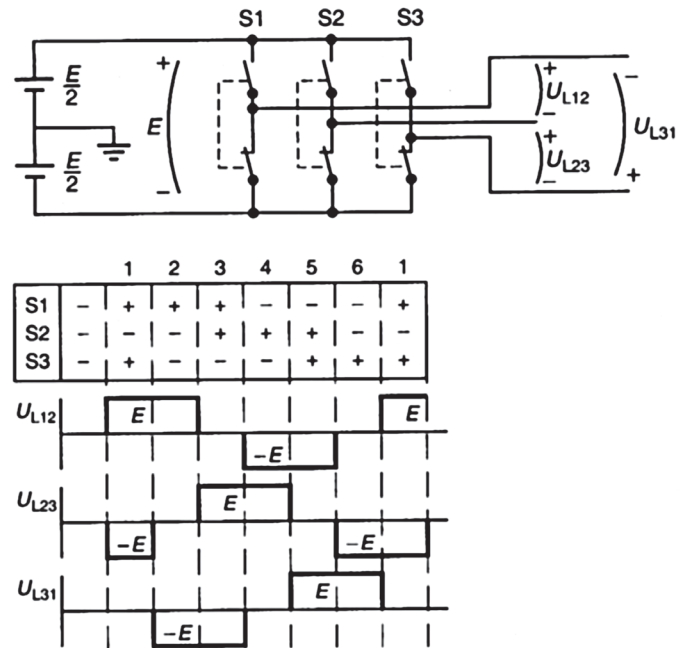 S1 S2 S3
+ + −
E/2 E U_L12 U_L31
− +
E/2 U_L23
− − +
1 2 3 4 5 6 1
S1 − + + + − − − +
S2 − − − + + + − −
S3 − + − − − + + +
U_L12 E −E E
U_L23 −E E −E
U_L31 −E E